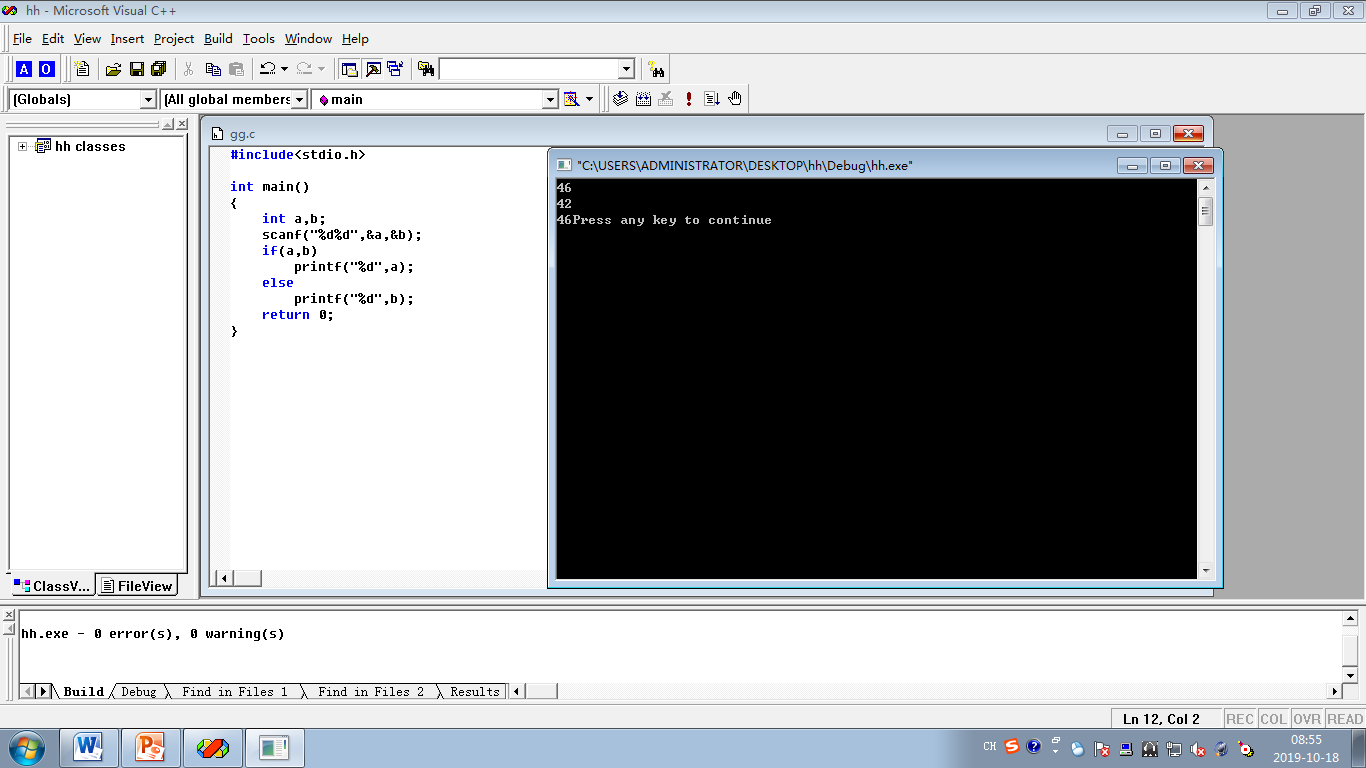 hh - Microsoft Visual C++
File Edit View Insert Project Build Tools Window Help
A O
(Globals) (All global members main
hh classes
gg.c
#include<stdio.h>
int main()
{
int a,b;
scanf("%d%d",&a,&b);
if(a,b)
printf("%d",a);
else
printf("%d",b);
return 0;
}
"C:\USERS\ADMINISTRATOR\DESKTOP\hh\Debug\hh.exe"
46
42
46Press any key to continue
ClassV... FileView
hh.exe - 0 error(s), 0 warning(s)
Build Debug Find in Files 1 Find in Files 2 Results
Ln 12, Col 2 REC COL OVR READ
CH 08:55
2019-10-18